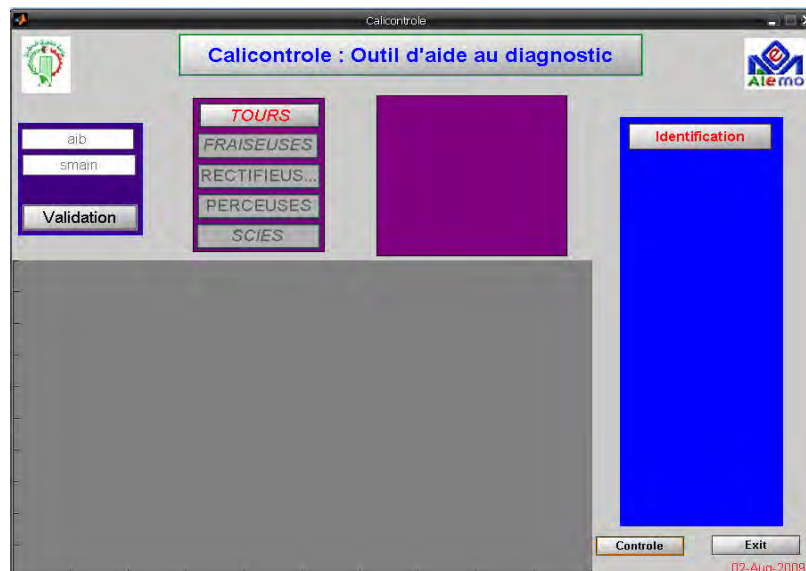 Calicontrole
Calicontrole : Outil d'aide au diagnostic
Alemo
aib
smain
Validation
TOURS
FRAISEUSES
RECTIFIEUS...
PERCEUSES
SCIES
Identification
Controle
Exit
02-Aug-2009